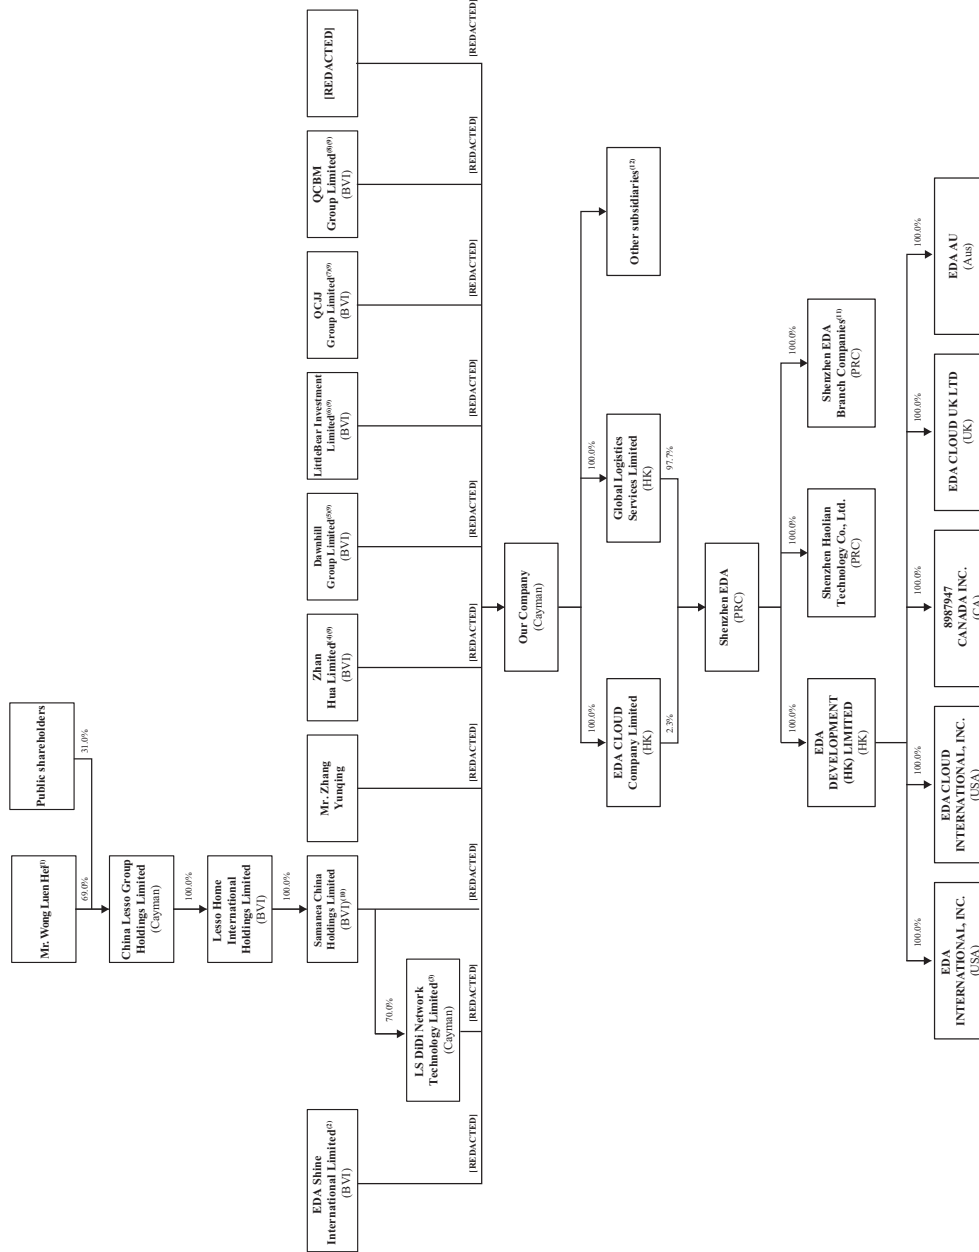 Mr. Wong Luen Hei(1)
Public shareholders
69.0%
31.0%
China Lesso Group
Holdings Limited
(Cayman)
100.0%
Lesso Home
International
Holdings Limited
(BVI)
100.0%
EDA Shine
International Limited(2)
(BVI)
Samanea China
Holdings Limited
(BVI)(10)
Mr. Zhang
Yunqing
Zhan
Hua Limited(4)(9)
(BVI)
Dawnhill
Group Limited(5)(9)
(BVI)
LittleBear Investment
Limited(6)(9)
(BVI)
QCJJ
Group Limited(7)(9)
(BVI)
QCBM
Group Limited(8)(9)
(BVI)
[REDACTED]
70.0%
LS DiDi Network
Technology Limited(3)
(Cayman)
[REDACTED]
[REDACTED]
[REDACTED]
[REDACTED]
[REDACTED]
[REDACTED]
[REDACTED]
[REDACTED]
[REDACTED]
[REDACTED]
Our Company
(Cayman)
100.0%
100.0%
EDA CLOUD
Company Limited
(HK)
Global Logistics
Services Limited
(HK)
Other subsidiaries(12)
2.3%
97.7%
Shenzhen EDA
(PRC)
100.0%
100.0%
100.0%
EDA
DEVELOPMENT
(HK) LIMITED
(HK)
Shenzhen Haolian
Technology Co., Ltd.
(PRC)
Shenzhen EDA
Branch Companies(11)
(PRC)
100.0%
100.0%
100.0%
100.0%
100.0%
EDA
INTERNATIONAL, INC.
(USA)
EDA CLOUD
INTERNATIONAL, INC.
(USA)
8987947
CANADA INC.
(CA)
EDA CLOUD UK LTD
(UK)
EDA AU
(Aus)